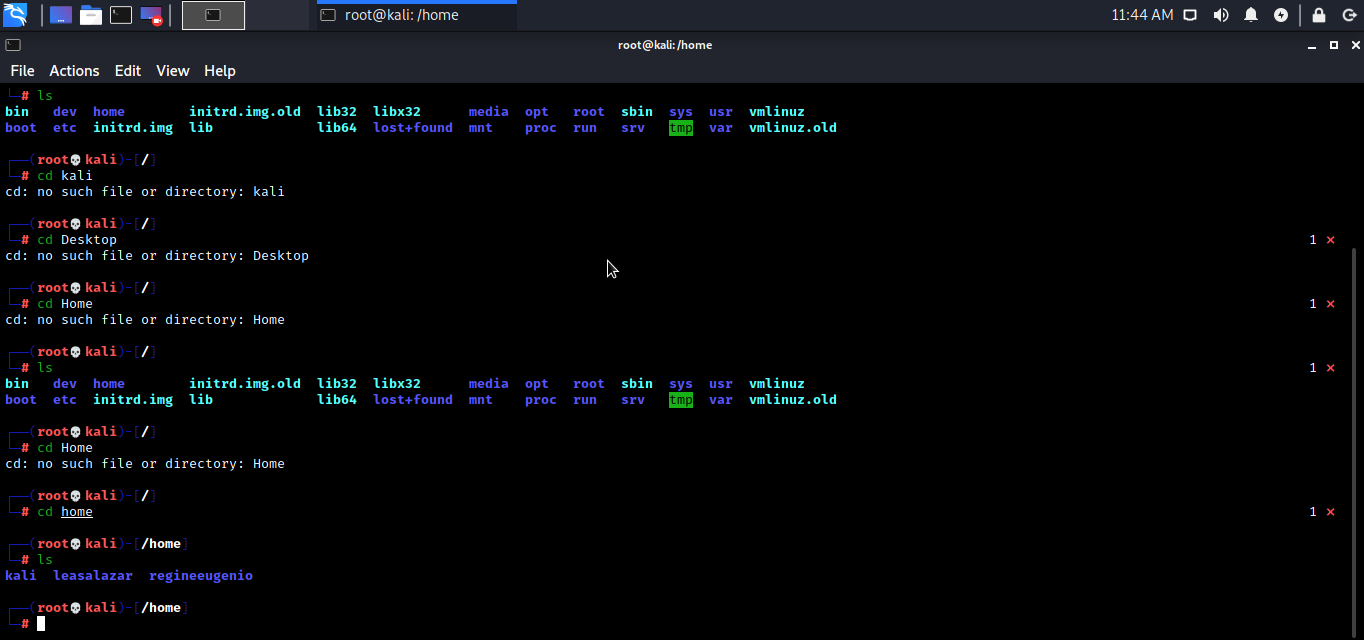 root@kali: /home
11:44 AM
root@kali: /home
File Actions Edit View Help
└─# ls
bin dev home initrd.img.old lib32 libx32 media opt root sbin sys usr vmlinuz
boot etc initrd.img lib lib64 lost+found mnt proc run srv tmp var vmlinuz.old
┌──(root💀kali)-[/]
└─# cd kali
cd: no such file or directory: kali
┌──(root💀kali)-[/]
└─# cd Desktop 1 ⨯
cd: no such file or directory: Desktop
┌──(root💀kali)-[/]
└─# cd Home 1 ⨯
cd: no such file or directory: Home
┌──(root💀kali)-[/]
└─# ls 1 ⨯
bin dev home initrd.img.old lib32 libx32 media opt root sbin sys usr vmlinuz
boot etc initrd.img lib lib64 lost+found mnt proc run srv tmp var vmlinuz.old
┌──(root💀kali)-[/]
└─# cd Home
cd: no such file or directory: Home
┌──(root💀kali)-[/]
└─# cd home 1 ⨯
┌──(root💀kali)-[/home]
└─# ls
kali leasalazar regineeugenio
┌──(root💀kali)-[/home]
└─#